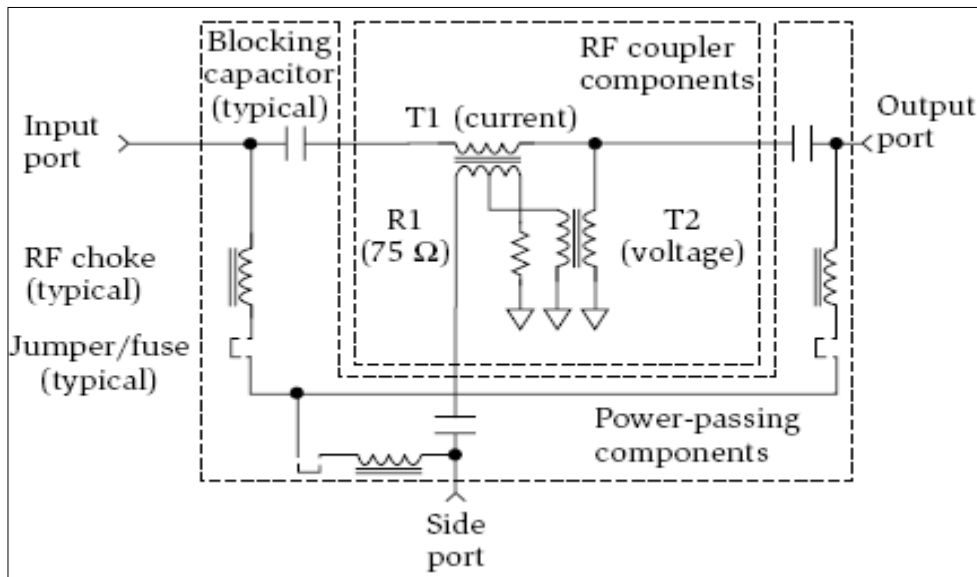 Blocking
capacitor
(typical)
RF coupler
components
T1 (current)
Input
port
Output
port
R1
(75 Ω)
T2
(voltage)
RF choke
(typical)
Jumper/fuse
(typical)
Power-passing
components
Side
port